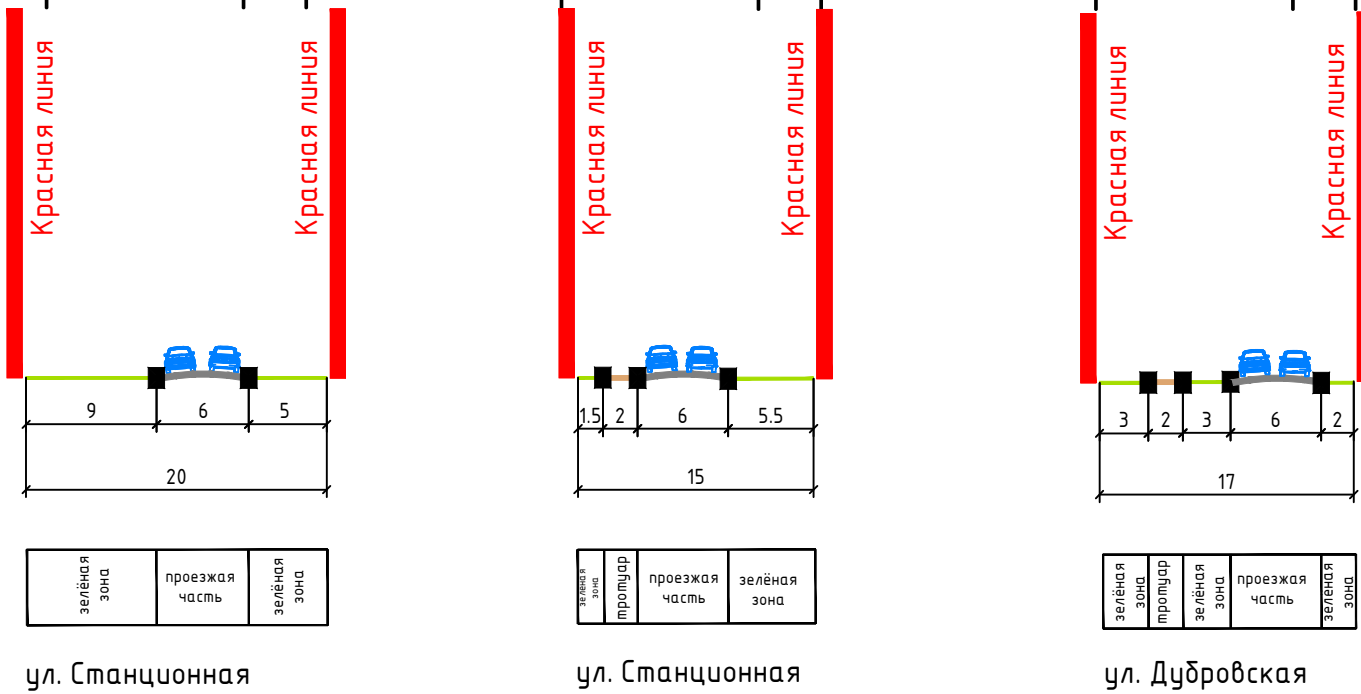 Красная линия
Красная линия
9 6 5
20
зелёная
зона
проезжая
часть
зелёная
зона
ул. Станционная
Красная линия
Красная линия
1.5 2 6 5.5
15
зелёная
зона
тротуар
проезжая
часть
зелёная
зона
ул. Станционная
Красная линия
Красная линия
3 2 3 6 2
17
зелёная
зона
тротуар
зелёная
зона
проезжая
часть
зелёная
зона
ул. Дубровская